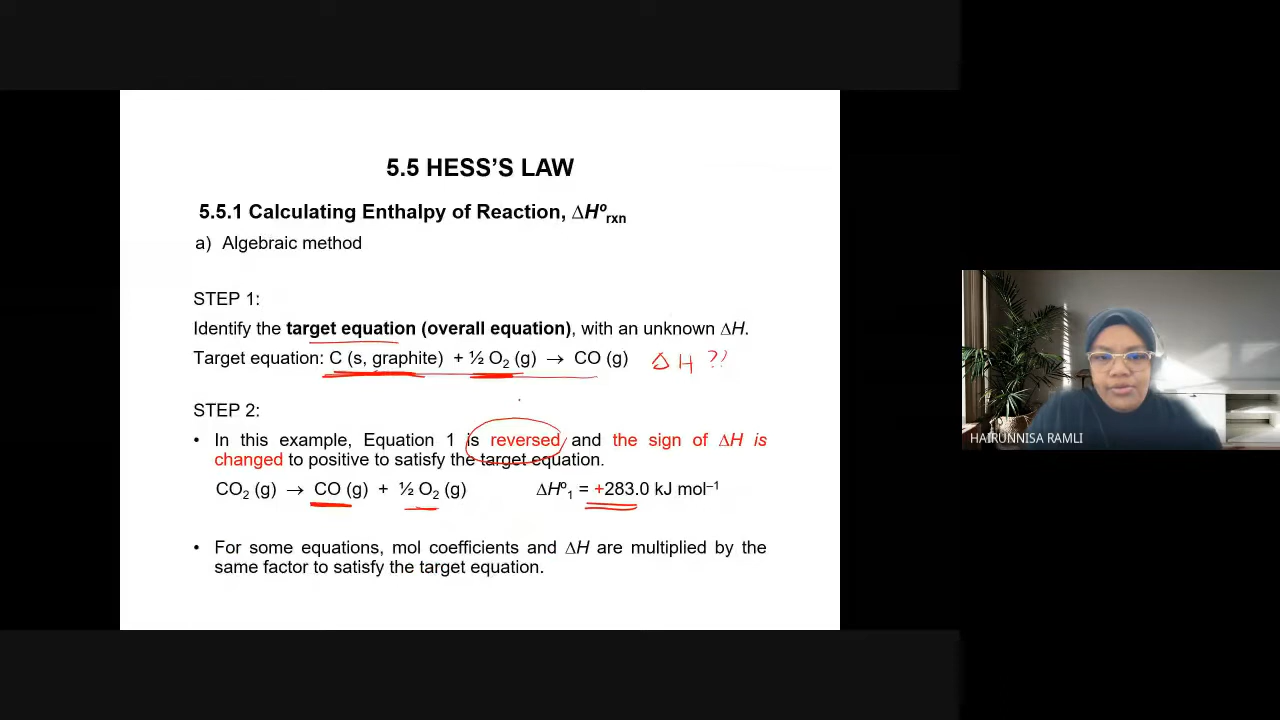 5.5 HESS'S LAW
5.5.1 Calculating Enthalpy of Reaction, ΔHº_rxn
a) Algebraic method
STEP 1:
Identify the target equation (overall equation), with an unknown ΔH.
Target equation: C (s, graphite) + ½ O₂ (g) → CO (g) ΔH ??
STEP 2:
• In this example, Equation 1 is reversed and the sign of ΔH is
changed to positive to satisfy the target equation.
CO₂ (g) → CO (g) + ½ O₂ (g) ΔHº₁ = +283.0 kJ mol⁻¹
• For some equations, mol coefficients and ΔH are multiplied by the
same factor to satisfy the target equation.
HAIRUNNISA RAMLI